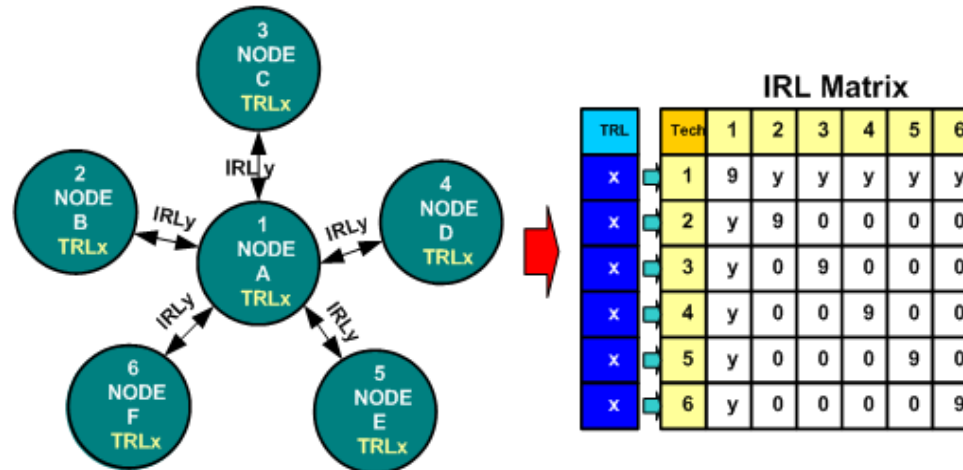 3
NODE
C
TRLx
IRLy
2
NODE
B
TRLx
IRLy
1
NODE
A
TRLx
IRLy
4
NODE
D
TRLx
IRLy
6
NODE
F
TRLx
IRLy
5
NODE
E
TRLx
IRL Matrix
TRL Tech 1 2 3 4 5 6
x 1 9 y y y y y
x 2 y 9 0 0 0 0
x 3 y 0 9 0 0 0
x 4 y 0 0 9 0 0
x 5 y 0 0 0 9 0
x 6 y 0 0 0 0 9